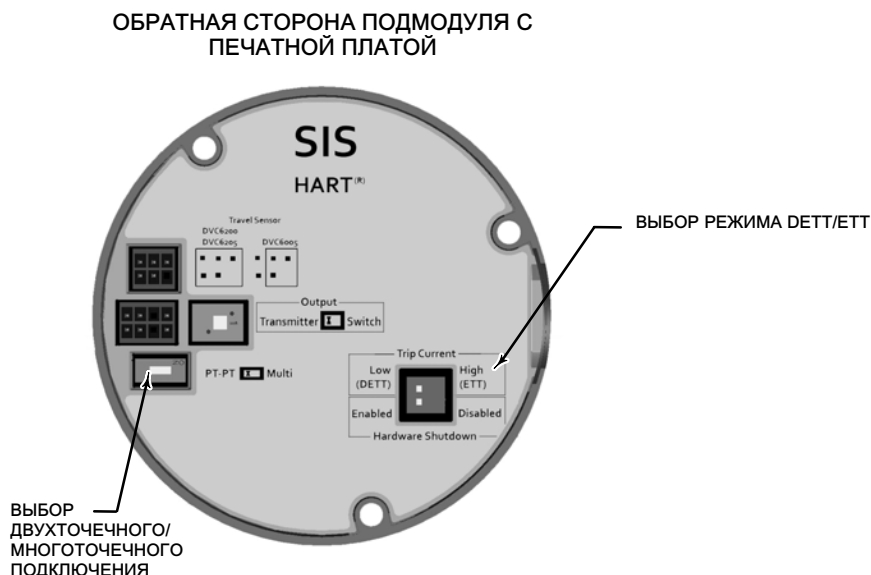 ОБРАТНАЯ СТОРОНА ПОДМОДУЛЯ С
ПЕЧАТНОЙ ПЛАТОЙ
SIS
HART(R)
Travel Sensor
DVC6200
DVC6205 DVC6005
ВЫБОР РЕЖИМА DETT/ETT
Output
Transmitter Switch
Trip Current
PT-PT Multi
Low High
(DETT) (ETT)
Enabled Disabled
Hardware Shutdown
ВЫБОР
ДВУХТОЧЕЧНОГО/
МНОГОТОЧЕЧНОГО
ПОДКЛЮЧЕНИЯ